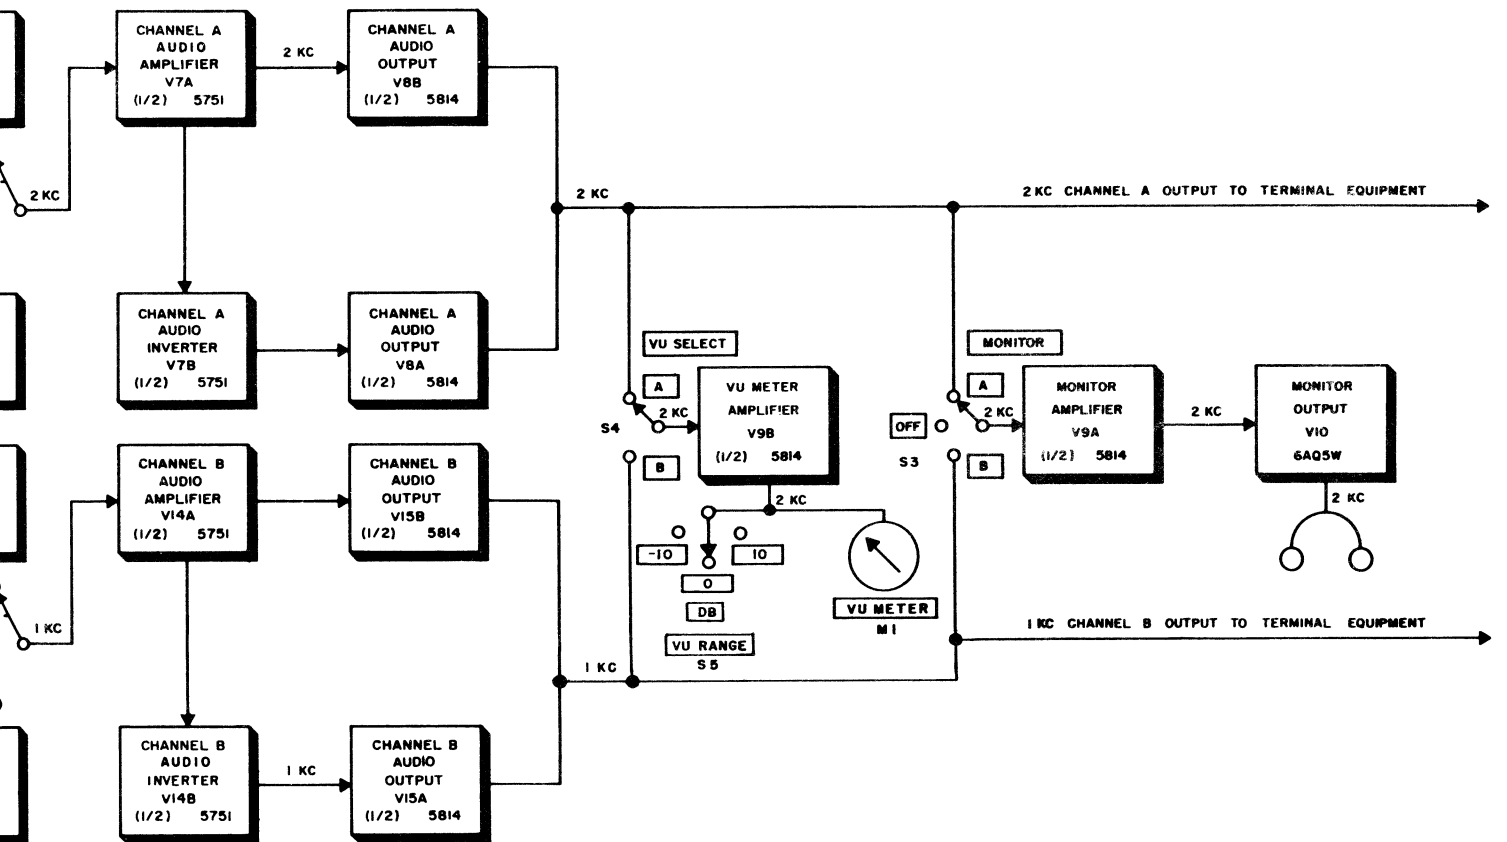 CHANNEL A
AUDIO
AMPLIFIER
V7A
(1/2) 5751
2 KC
CHANNEL A
AUDIO
OUTPUT
V8B
(1/2) 5814
2 KC
2 KC
2 KC CHANNEL A OUTPUT TO TERMINAL EQUIPMENT
CHANNEL A
AUDIO
INVERTER
V7B
(1/2) 5751
CHANNEL A
AUDIO
OUTPUT
V8A
(1/2) 5814
VU SELECT
A
S4
B
2 KC
VU METER
AMPLIFIER
V9B
(1/2) 5814
MONITOR
A
OFF
S3
B
2 KC
MONITOR
AMPLIFIER
V9A
(1/2) 5814
2 KC
MONITOR
OUTPUT
V10
6AQ5W
2 KC
CHANNEL B
AUDIO
AMPLIFIER
V14A
(1/2) 5751
CHANNEL B
AUDIO
OUTPUT
V15B
(1/2) 5814
2 KC
-10
10
0
DB
VU RANGE
S5
VU METER
M1
1 KC
1 KC CHANNEL B OUTPUT TO TERMINAL EQUIPMENT
1 KC
CHANNEL B
AUDIO
INVERTER
V14B
(1/2) 5751
1 KC
CHANNEL B
AUDIO
OUTPUT
V15A
(1/2) 5814